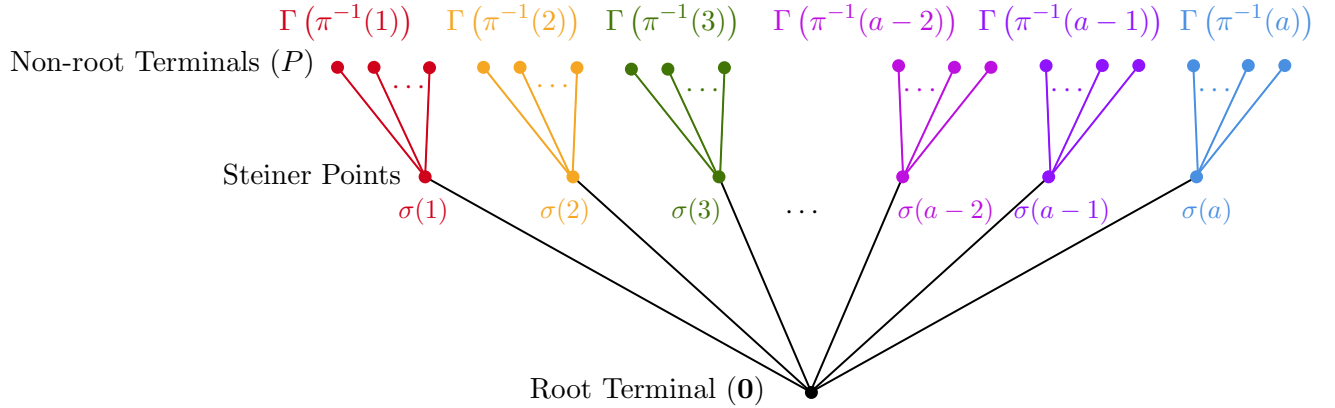 Γ (π⁻¹(1)) Γ (π⁻¹(2)) Γ (π⁻¹(3)) Γ (π⁻¹(a − 2)) Γ (π⁻¹(a − 1)) Γ (π⁻¹(a))
Non-root Terminals (P)
... ... ... ... ... ...
Steiner Points
σ(1) σ(2) σ(3) ... σ(a − 2) σ(a − 1) σ(a)
Root Terminal (0)